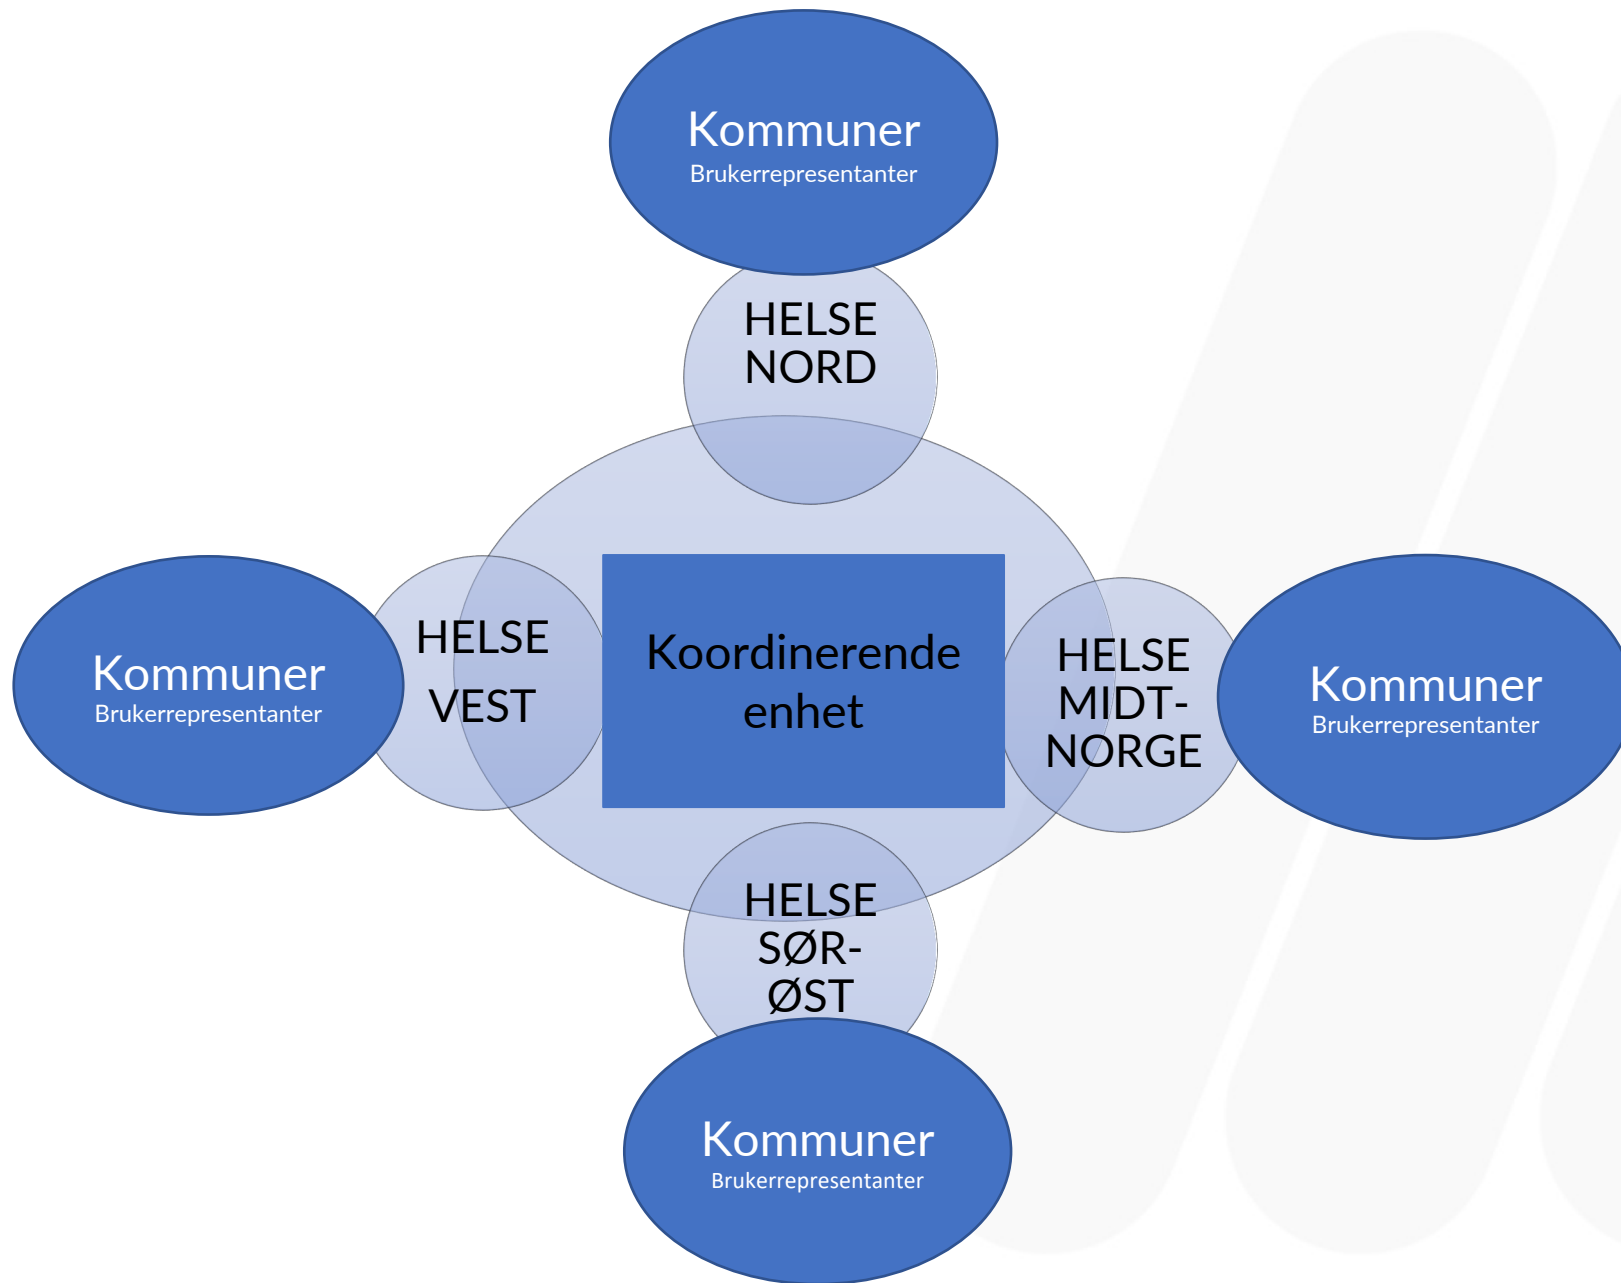 Kommuner
Brukerrepresentanter
HELSE
NORD
Kommuner
Brukerrepresentanter
HELSE
VEST
Koordinerende
enhet
HELSE
MIDT-
NORGE
Kommuner
Brukerrepresentanter
HELSE
SØR-
ØST
Kommuner
Brukerrepresentanter